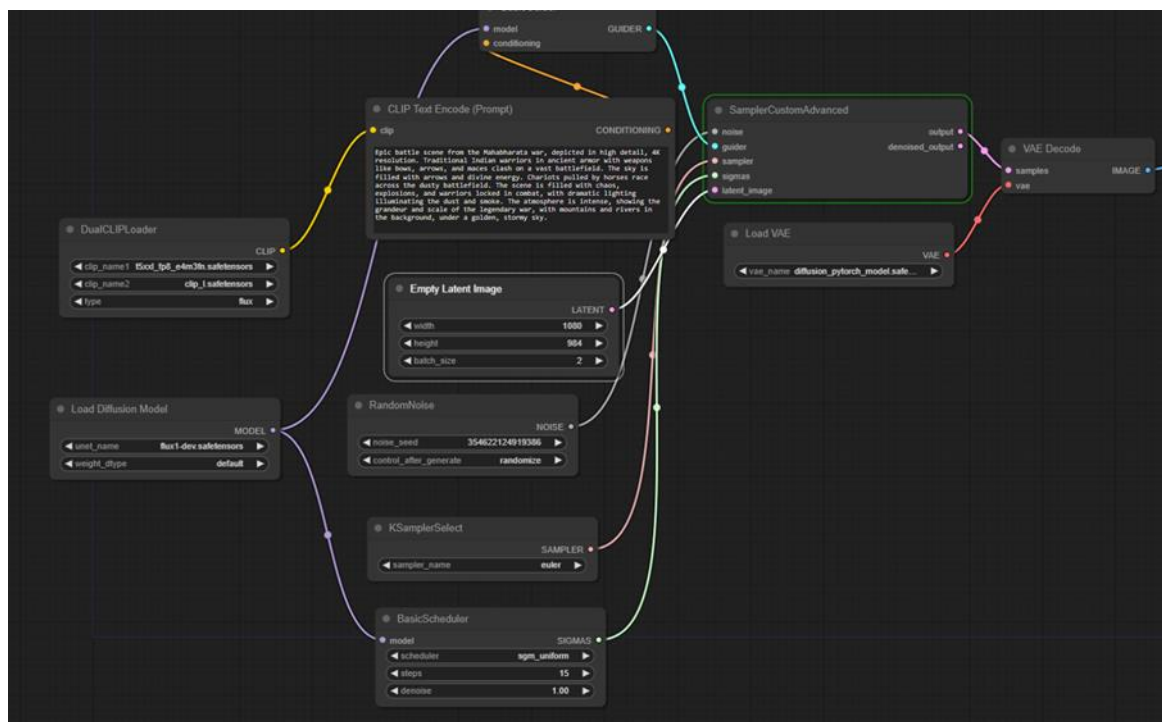 model GUIDER
conditioning
CLIP Text Encode (Prompt)
clip CONDITIONING
Epic battle scene from the Mahabharata war, depicted in high detail, 4K
resolution. Traditional Indian warriors in ancient armor with weapons
like bows, arrows, and maces clash on a vast battlefield. The sky is
filled with arrows and divine energy. Chariots pulled by horses race
across the dusty battlefield. The scene is filled with chaos,
explosions, and warriors locked in combat, with dramatic lighting
illuminating the dust and smoke. The atmosphere is intense, showing the
grandeur and scale of the legendary war, with mountains and rivers in
the background, under a golden, stormy sky.
SamplerCustomAdvanced
noise output
guider denoised_output
sampler
sigmas
latent_image
VAE Decode
samples IMAGE
vae
DualCLIPLoader
CLIP
clip_name1 t5xxl_fp8_e4m3fn.safetensors
clip_name2 clip_l.safetensors
type flux
Load VAE
VAE
vae_name diffusion_pytorch_model.safe...
Empty Latent Image
LATENT
width 1080
height 984
batch_size 2
Load Diffusion Model
MODEL
unet_name flux1-dev.safetensors
weight_dtype default
RandomNoise
NOISE
noise_seed 354622124919386
control_after_generate randomize
KSamplerSelect
SAMPLER
sampler_name euler
BasicScheduler
model SIGMAS
scheduler sgm_uniform
steps 15
denoise 1.00